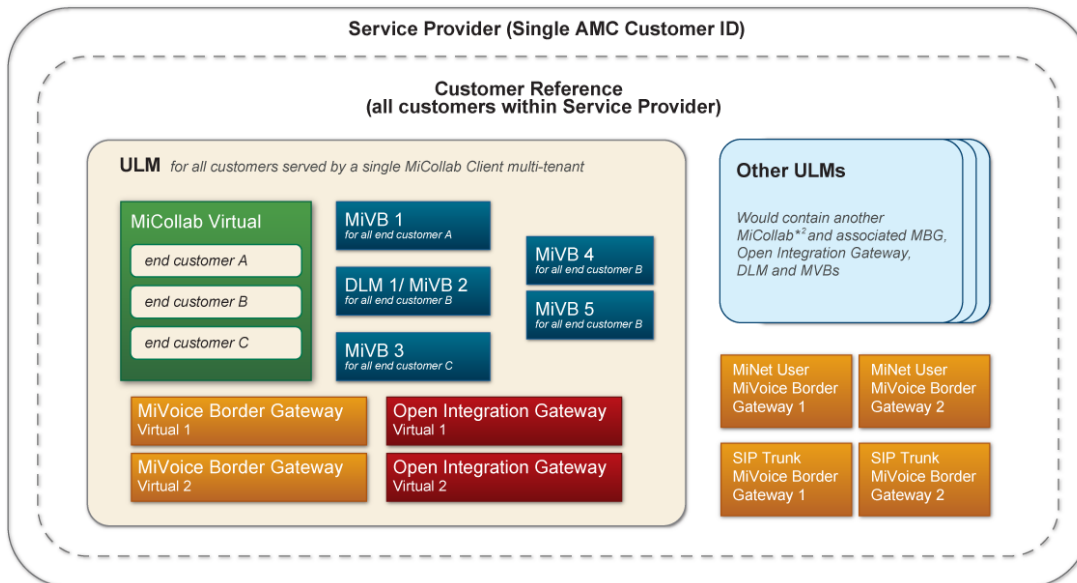 Service Provider (Single AMC Customer ID)
Customer Reference
(all customers within Service Provider)
ULM for all customers served by a single MiCollab Client multi-tenant
MiCollab Virtual
end customer A
end customer B
end customer C
MiVB 1
for all end customer A
DLM 1/ MiVB 2
for all end customer B
MiVB 3
for all end customer C
MiVB 4
for all end customer B
MiVB 5
for all end customer B
MiVoice Border Gateway
Virtual 1
Open Integration Gateway
Virtual 1
MiVoice Border Gateway
Virtual 2
Open Integration Gateway
Virtual 2
Other ULMs
Would contain another
MiCollab*² and associated MBG,
Open Integration Gateway,
DLM and MVBs
MiNet User
MiVoice Border
Gateway 1
MiNet User
MiVoice Border
Gateway 2
SIP Trunk
MiVoice Border
Gateway 1
SIP Trunk
MiVoice Border
Gateway 2